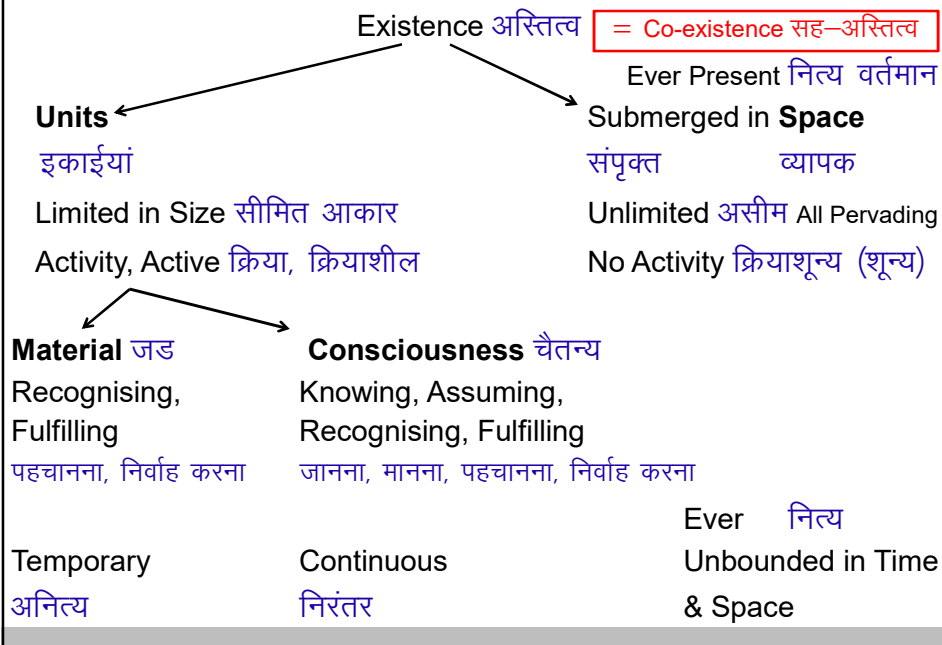 Existence अस्तित्व = Co-existence सह–अस्तित्व
Ever Present नित्य वर्तमान
Units Submerged in Space
इकाईयां संपृक्त व्यापक
Limited in Size सीमित आकार Unlimited असीम All Pervading
Activity, Active क्रिया, क्रियाशील No Activity क्रियाशून्य (शून्य)
Material जड Consciousness चैतन्य
Recognising, Knowing, Assuming,
Fulfilling Recognising, Fulfilling
पहचानना, निर्वाह करना जानना, मानना, पहचानना, निर्वाह करना
Ever नित्य
Temporary Continuous Unbounded in Time
अनित्य निरंतर & Space